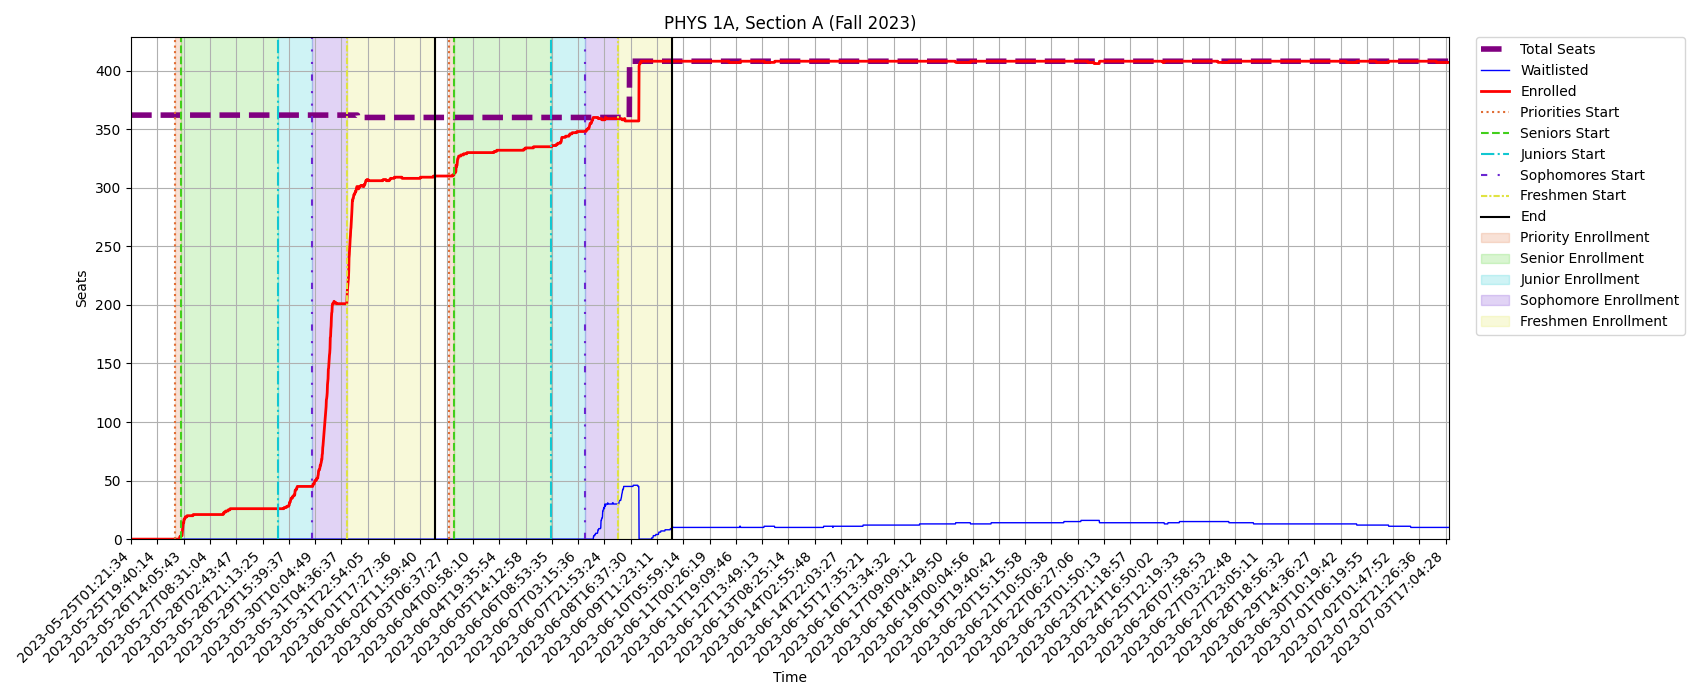 PHYS 1A, Section A (Fall 2023)
Seats
400
350
300
250
200
150
100
50
0
2023-05-25T01:21:34
2023-05-25T19:40:14
2023-05-26T14:05:43
2023-05-27T08:31:04
2023-05-28T02:43:47
2023-05-28T21:13:25
2023-05-29T15:39:37
2023-05-30T10:04:49
2023-05-31T04:36:37
2023-05-31T22:54:05
2023-06-01T17:27:36
2023-06-02T11:59:40
2023-06-03T06:37:27
2023-06-04T00:58:10
2023-06-04T19:35:54
2023-06-05T14:12:58
2023-06-06T08:53:35
2023-06-07T03:15:36
2023-06-07T21:53:24
2023-06-08T16:37:30
2023-06-09T11:23:11
2023-06-10T05:59:14
2023-06-11T00:26:19
2023-06-11T19:09:46
2023-06-12T13:49:13
2023-06-13T08:25:14
2023-06-14T02:55:48
2023-06-14T22:03:27
2023-06-15T17:35:21
2023-06-16T13:34:32
2023-06-17T09:09:12
2023-06-18T04:49:50
2023-06-19T00:04:56
2023-06-19T19:40:42
2023-06-20T15:15:58
2023-06-21T10:50:38
2023-06-22T06:27:06
2023-06-23T01:50:13
2023-06-23T21:18:57
2023-06-24T16:50:02
2023-06-25T12:19:33
2023-06-26T07:58:53
2023-06-27T03:22:48
2023-06-27T23:05:11
2023-06-28T18:56:32
2023-06-29T14:36:27
2023-06-30T10:19:42
2023-07-01T06:19:55
2023-07-02T01:47:52
2023-07-02T21:26:36
2023-07-03T17:04:28
Time
Total Seats
Waitlisted
Enrolled
Priorities Start
Seniors Start
Juniors Start
Sophomores Start
Freshmen Start
End
Priority Enrollment
Senior Enrollment
Junior Enrollment
Sophomore Enrollment
Freshmen Enrollment